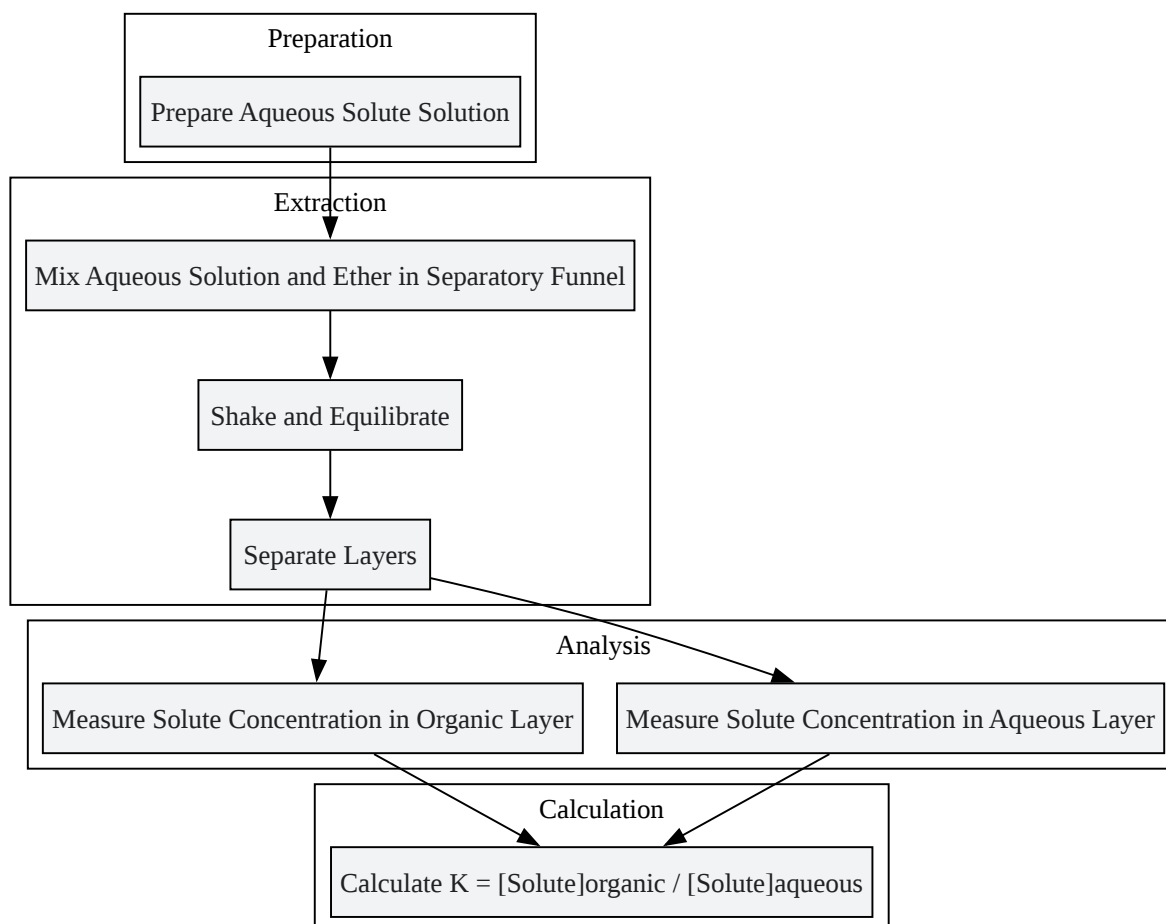 Preparation
Prepare Aqueous Solute Solution
Extraction
Mix Aqueous Solution and Ether in Separatory Funnel
Shake and Equilibrate
Separate Layers
Analysis
Measure Solute Concentration in Organic Layer
Measure Solute Concentration in Aqueous Layer
Calculation
Calculate K = [Solute]organic / [Solute]aqueous